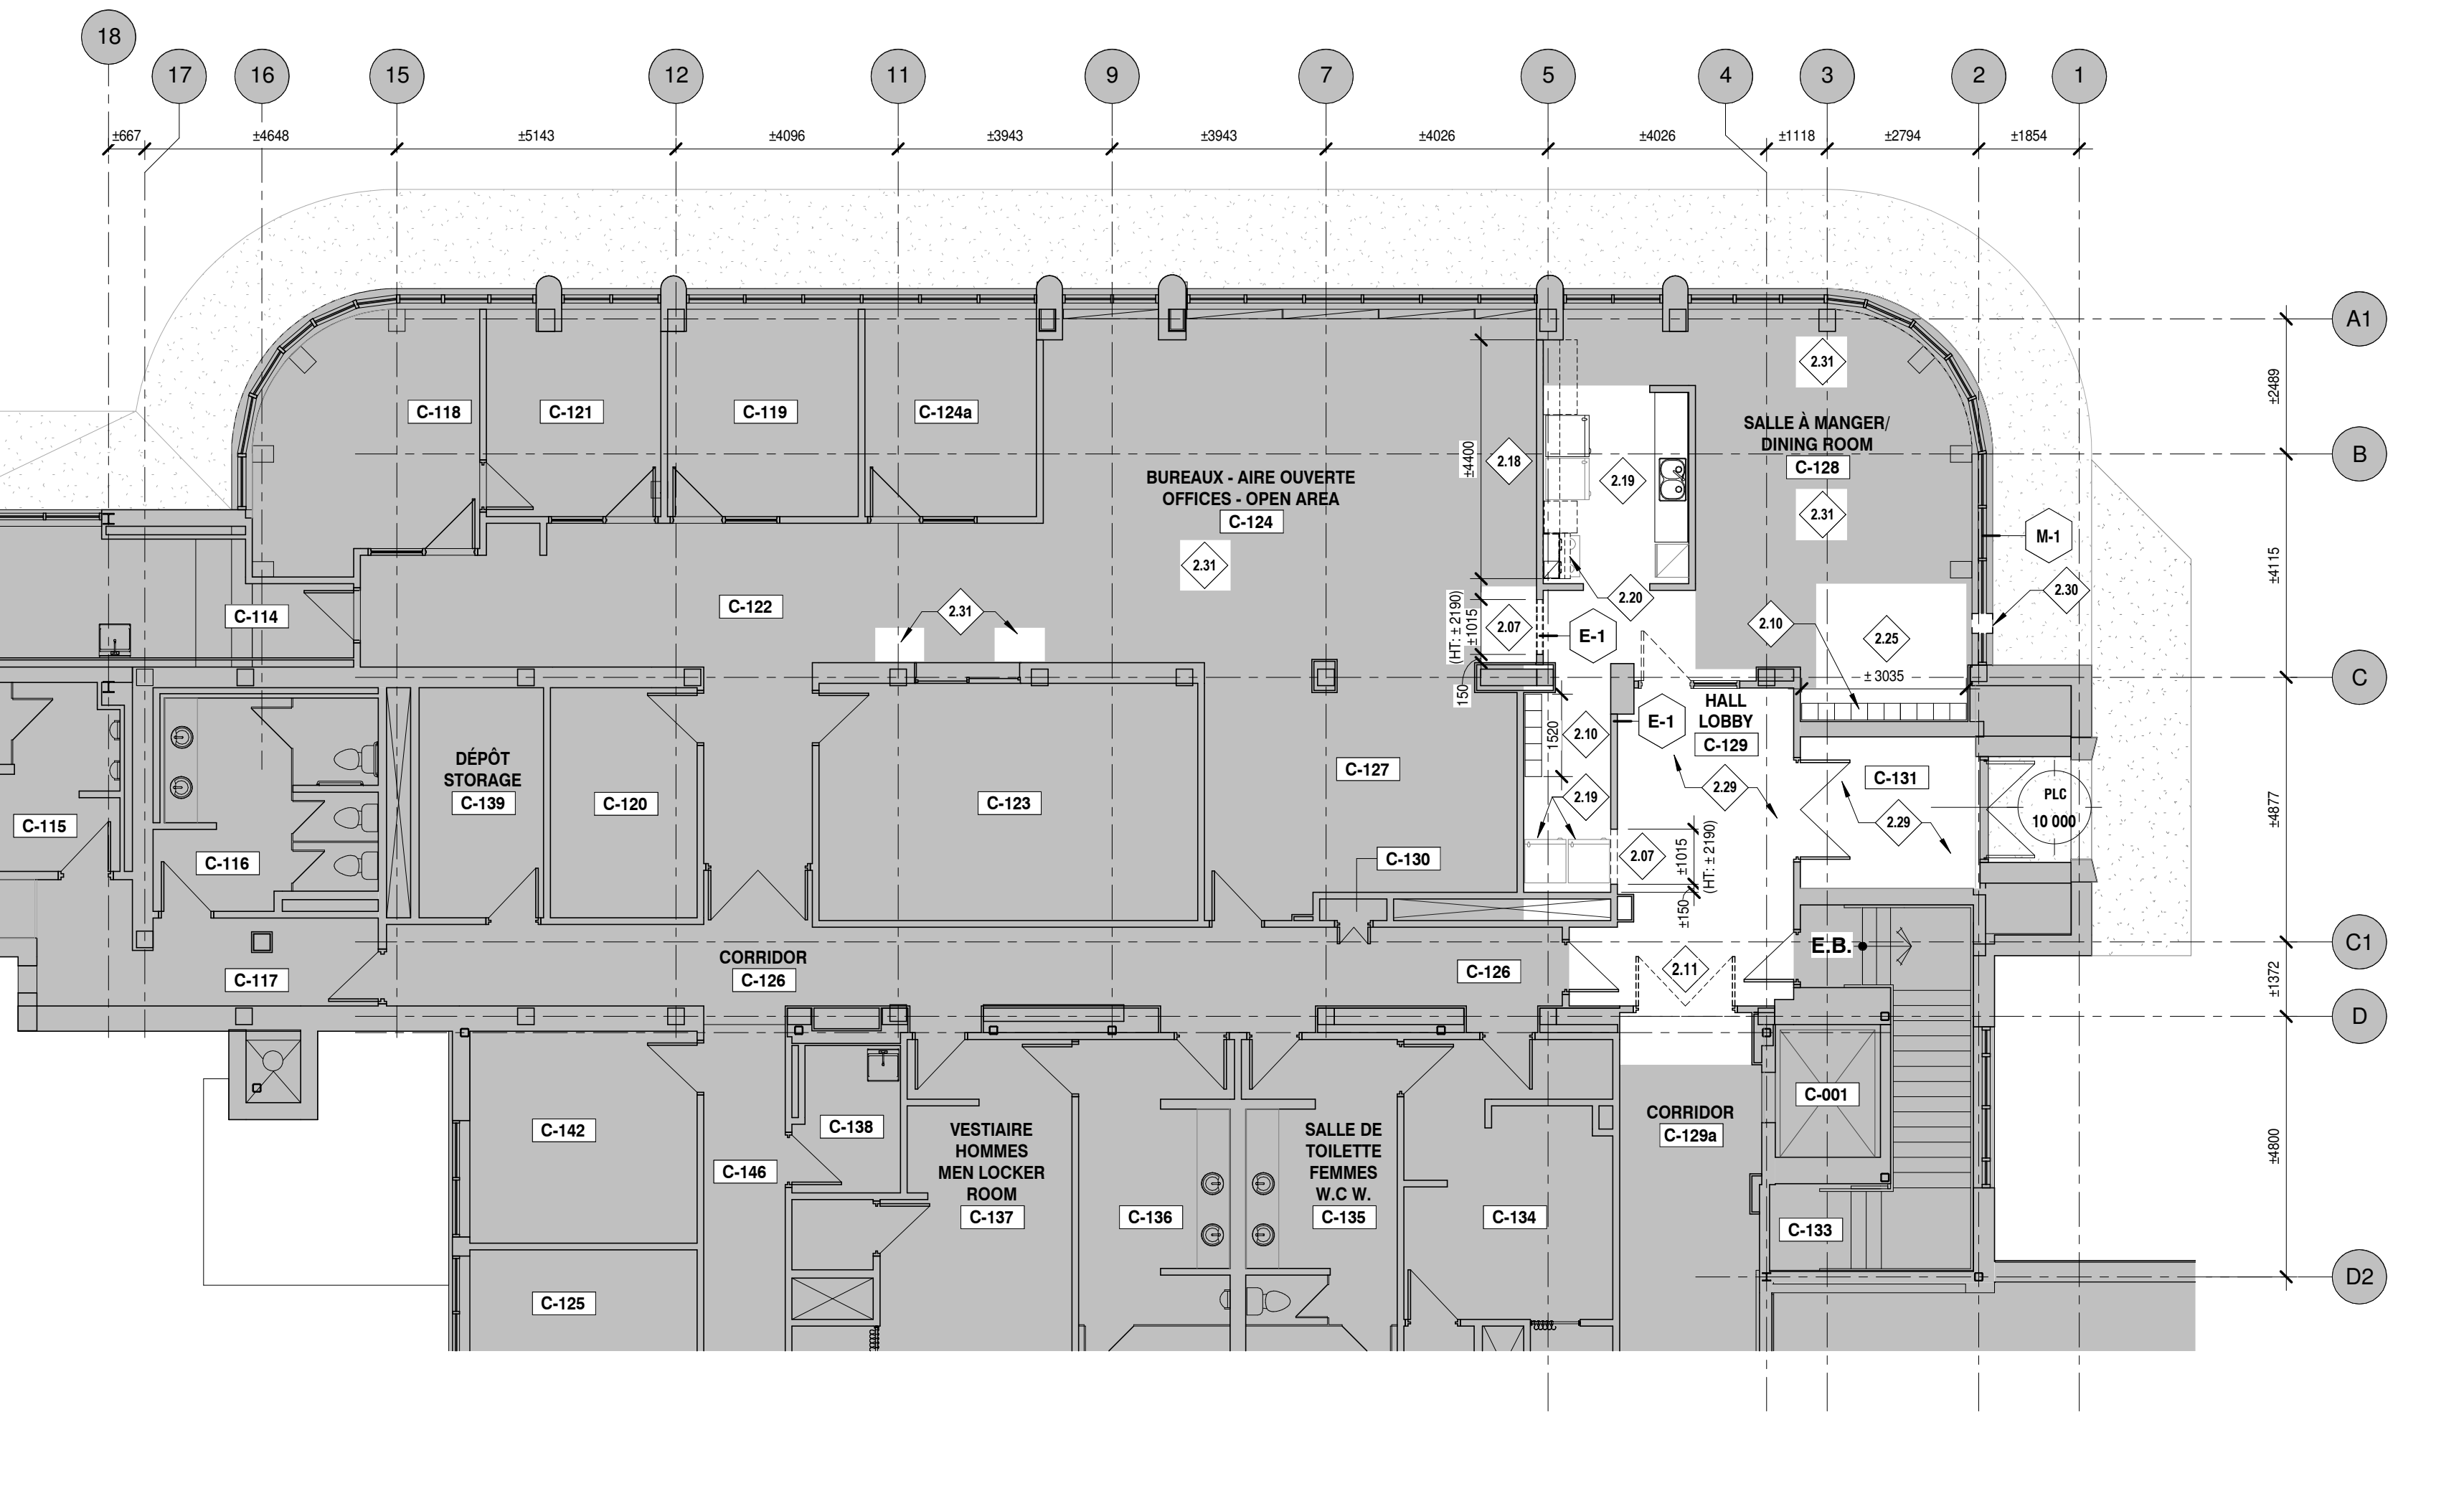 18
17
16
15
12
11
9
7
5
4
3
2
1
±667
±4648
±5143
±4096
±3943
±3943
±4026
±4026
±1118
±2794
±1854
A1
±2489
B
±4115
C
±4877
C1
±1372
D
±4800
D2
C-118
C-121
C-119
C-124a
BUREAUX - AIRE OUVERTE
OFFICES - OPEN AREA
C-124
2.31
±4400
2.18
2.19
2.31
SALLE À MANGER/
DINING ROOM
C-128
2.31
M-1
2.30
C-114
C-122
2.31
(HT: ± 2190)
±1015
2.07
E-1
2.20
2.10
2.25
± 3035
150
C-115
C-116
DÉPÔT
STORAGE
C-139
C-120
C-123
C-127
C-130
1520
2.10
2.19
E-1
HALL
LOBBY
C-129
2.29
2.07
±1015
(HT: ± 2190)
±150
C-131
2.29
PLC
10 000
C-117
CORRIDOR
C-126
C-126
2.11
E.B.
C-142
C-146
C-138
VESTIAIRE
HOMMES
MEN LOCKER
ROOM
C-137
C-136
SALLE DE
TOILETTE
FEMMES
W.C W.
C-135
C-134
CORRIDOR
C-129a
C-001
C-133
C-125